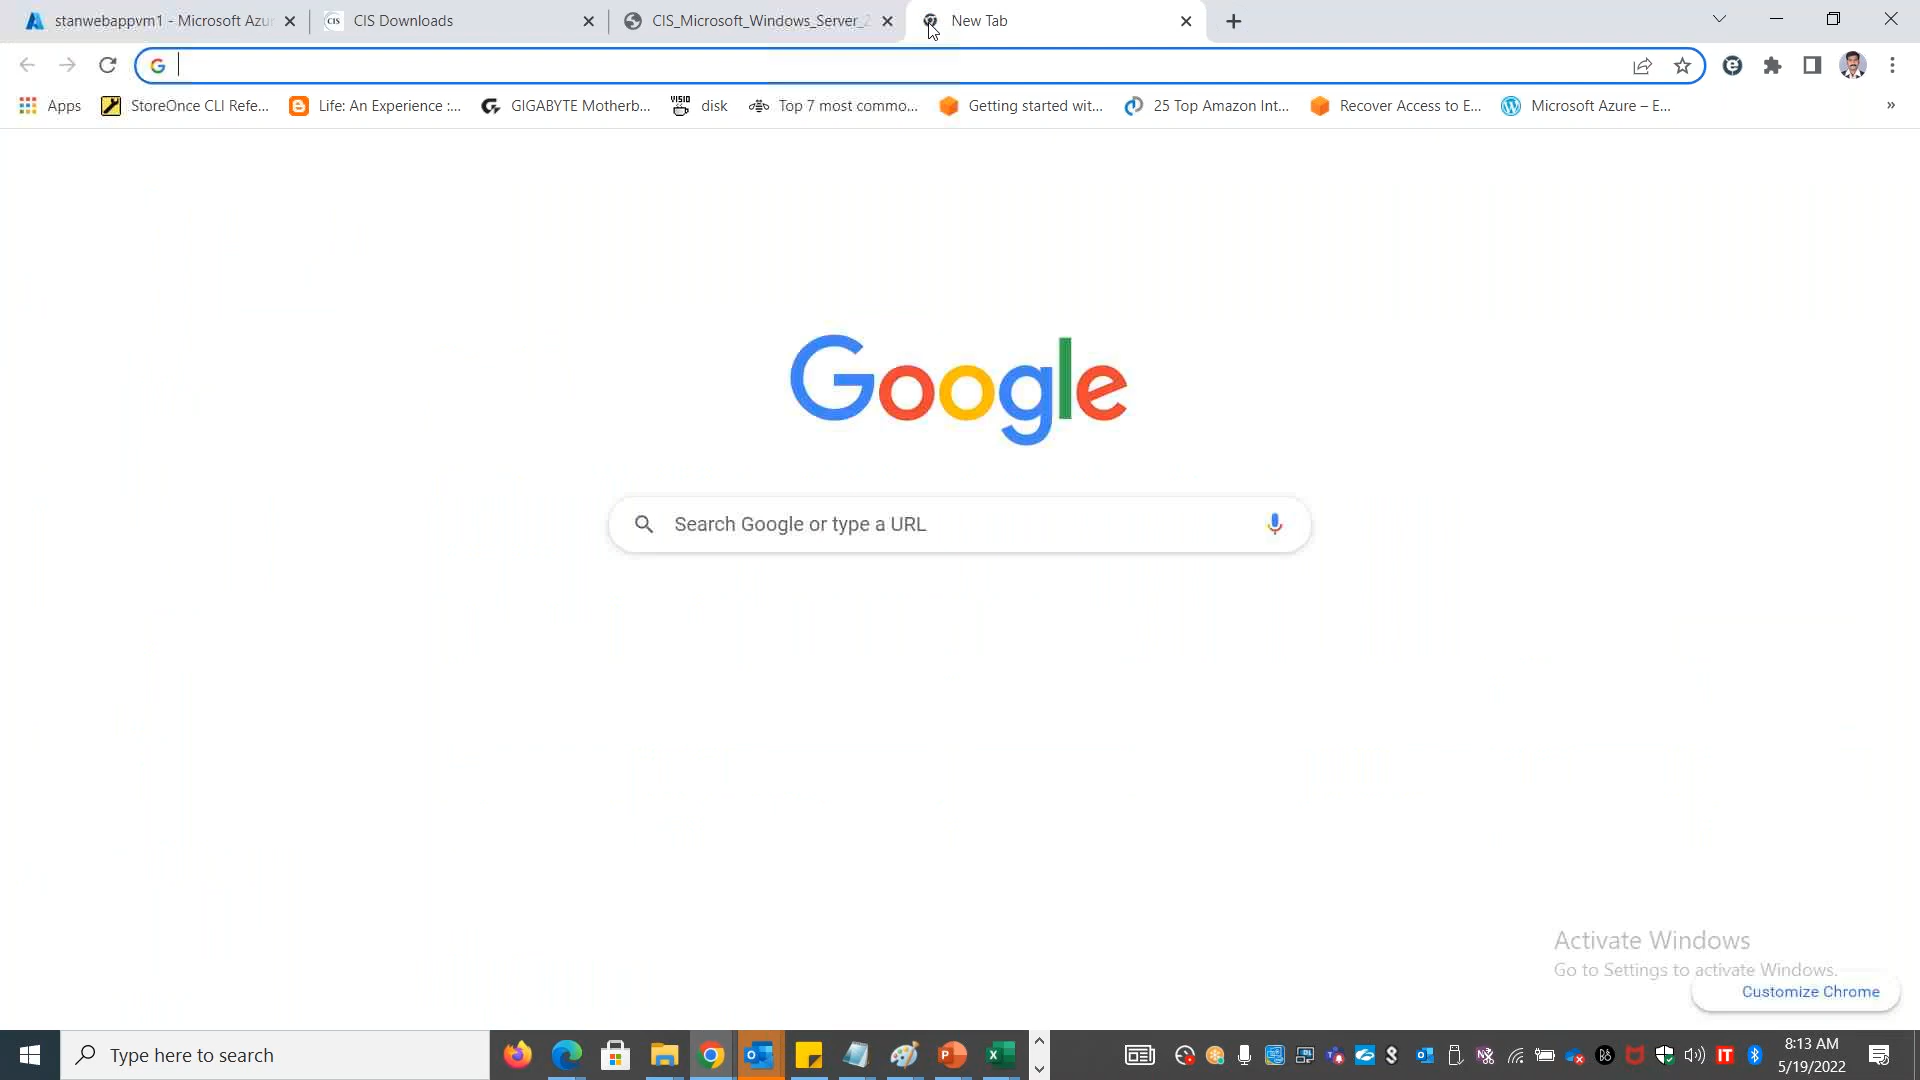 stanwebappvm1 - Microsoft Azu
CIS Downloads
CIS_Microsoft_Windows_Server_2
New Tab
Apps
StoreOnce CLI Refe...
Life: An Experience :...
GIGABYTE Motherb...
disk
Top 7 most commo...
Getting started wit...
25 Top Amazon Int...
Recover Access to E...
Microsoft Azure – E...
»
Google
Search Google or type a URL
Activate Windows
Go to Settings to activate Windows.
Customize Chrome
Type here to search
8:13 AM
5/19/2022